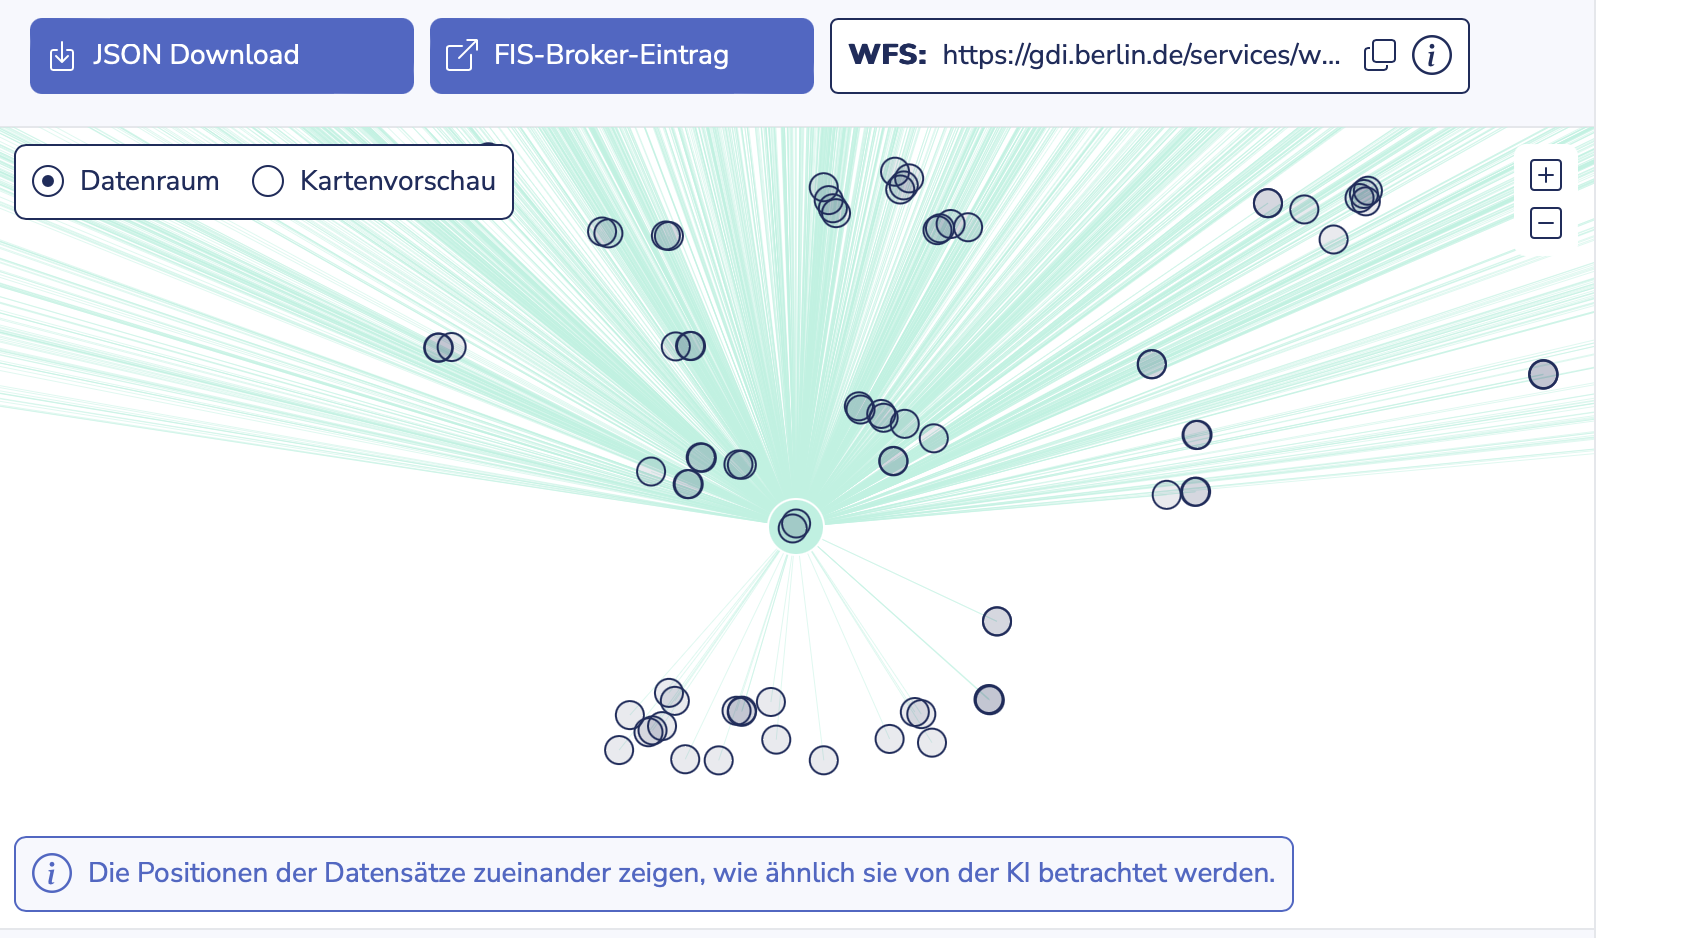 JSON Download
FIS-Broker-Eintrag
WFS: https://gdi.berlin.de/services/w...
Datenraum
Kartenvorschau
Die Positionen der Datensätze zueinander zeigen, wie ähnlich sie von der KI betrachtet werden.